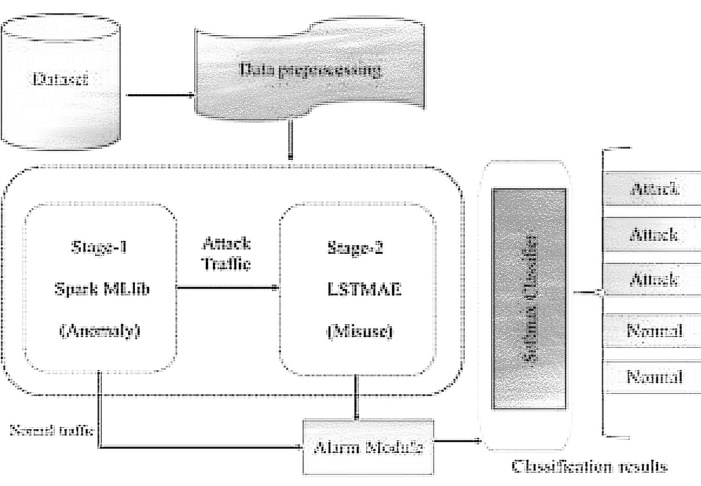 Dataset
Data preprocessing
Stage-1
Spark MLlib
(Anomaly)
Attack
Traffic
Stage-2
LSTMAE
(Misuse)
Softmax Classifier
Attack
Attack
Attack
Normal
Normal
Normal traffic
Alarm Module
Classification results